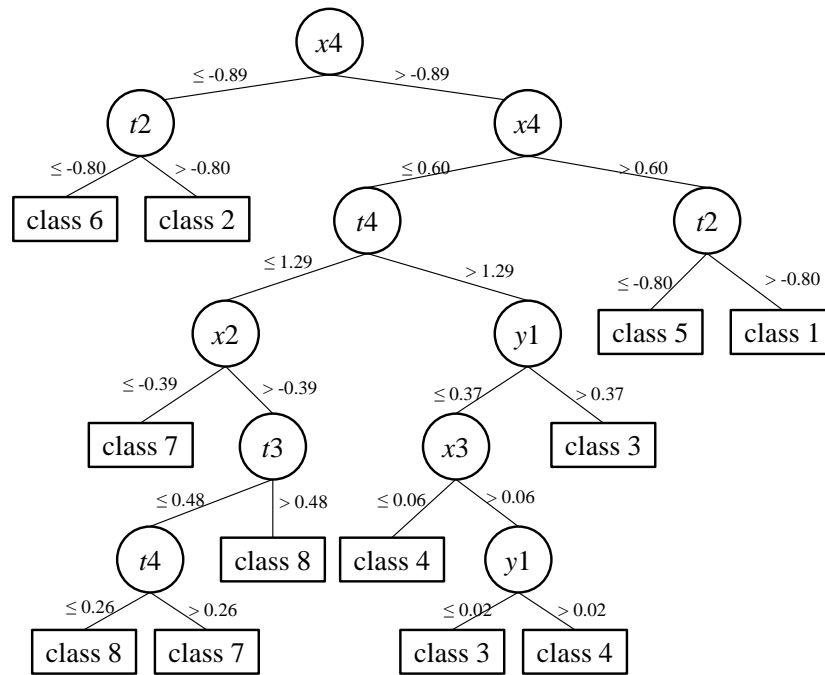 x4
≤ -0.89
> -0.89
t2
x4
≤ -0.80
> -0.80
≤ 0.60
> 0.60
class 6
class 2
t4
t2
≤ 1.29
> 1.29
≤ -0.80
> -0.80
x2
y1
class 5
class 1
≤ -0.39
> -0.39
≤ 0.37
> 0.37
class 7
t3
x3
class 3
≤ 0.48
> 0.48
≤ 0.06
> 0.06
t4
class 8
class 4
y1
≤ 0.26
> 0.26
≤ 0.02
> 0.02
class 8
class 7
class 3
class 4